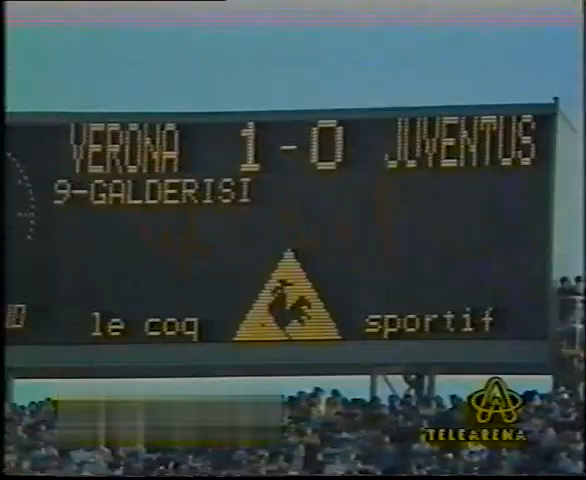 VERONA 1-0 JUVENTUS
9-GALDERISI
le coq sportif
TELEARENA